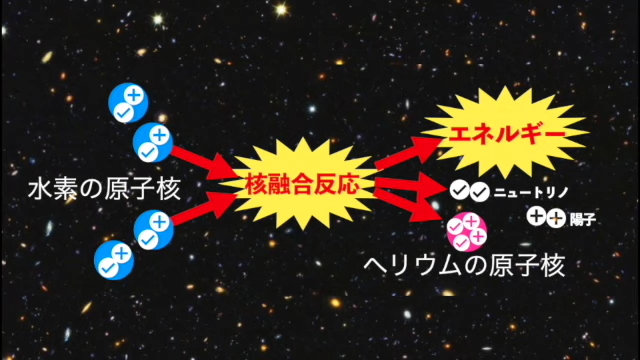 水素の原子核
核融合反応
エネルギー
ニュートリノ
陽子
ヘリウムの原子核